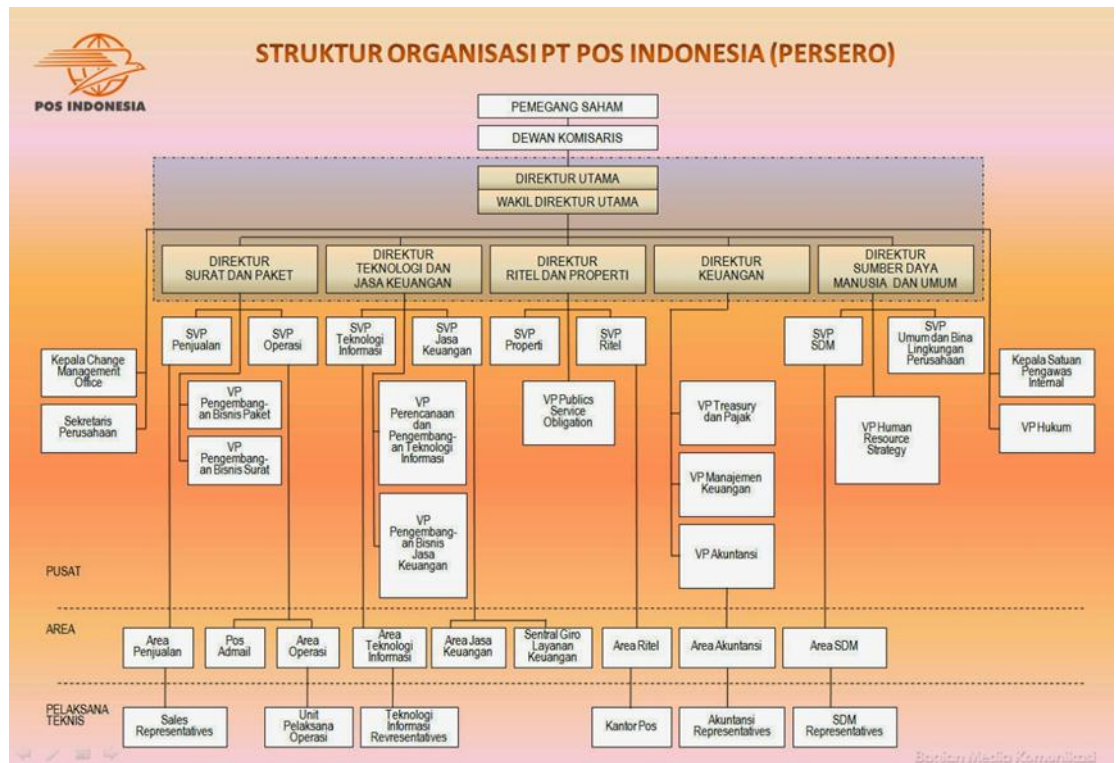 STRUKTUR ORGANISASI PT POS INDONESIA (PERSERO)
POS INDONESIA
PEMEGANG SAHAM
DEWAN KOMISARIS
DIREKTUR UTAMA
WAKIL DIREKTUR UTAMA
DIREKTUR
SURAT DAN PAKET
DIREKTUR
TEKNOLOGI DAN
JASA KEUANGAN
DIREKTUR
RITEL DAN PROPERTI
DIREKTUR
KEUANGAN
DIREKTUR
SUMBER DAYA
MANUSIA DAN UMUM
SVP
Penjualan
SVP
Operasi
SVP
Teknologi
Informasi
SVP
Jasa
Keuangan
SVP
Properti
SVP
Ritel
SVP
SDM
SVP
Umum dan Bina
Lingkungan
Perusahaan
Kepala Change
Management
Office
Sekretaris
Perusahaan
Kepala Satuan
Pengawas
Internal
VP Hukum
VP
Pengembang-
an Bisnis Paket
VP
Pengembang-
an Bisnis Surat
VP
Perencanaan
dan
Pengembang-
an Teknologi
Informasi
VP
Pengembang-
an Bisnis
Jasa
Keuangan
VP Publics
Service
Obligation
VP Treasury
dan Pajak
VP Manajemen
Keuangan
VP Akuntansi
VP Human
Resource
Strategy
PUSAT
AREA
Area
Penjualan
Pos
Admail
Area
Operasi
Area
Teknologi
Informasi
Area Jasa
Keuangan
Sentral Giro
Layanan
Keuangan
Area Ritel
Area Akuntansi
Area SDM
PELAKSANA
TEKNIS
Sales
Representatives
Unit
Pelaksana
Operasi
Teknologi
Informasi
Revresentatives
Kantor Pos
Akuntansi
Representatives
SDM
Representatives
Bagian Media Komunikasi